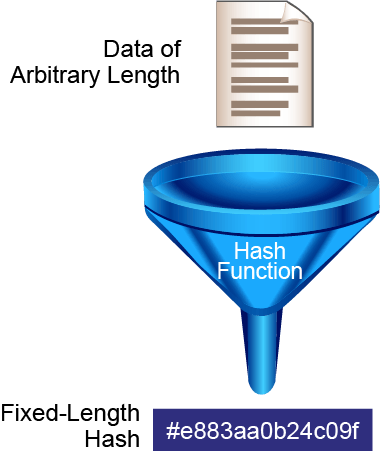 Data of
Arbitrary Length
Hash
Function
Fixed-Length
Hash
#e883aa0b24c09f